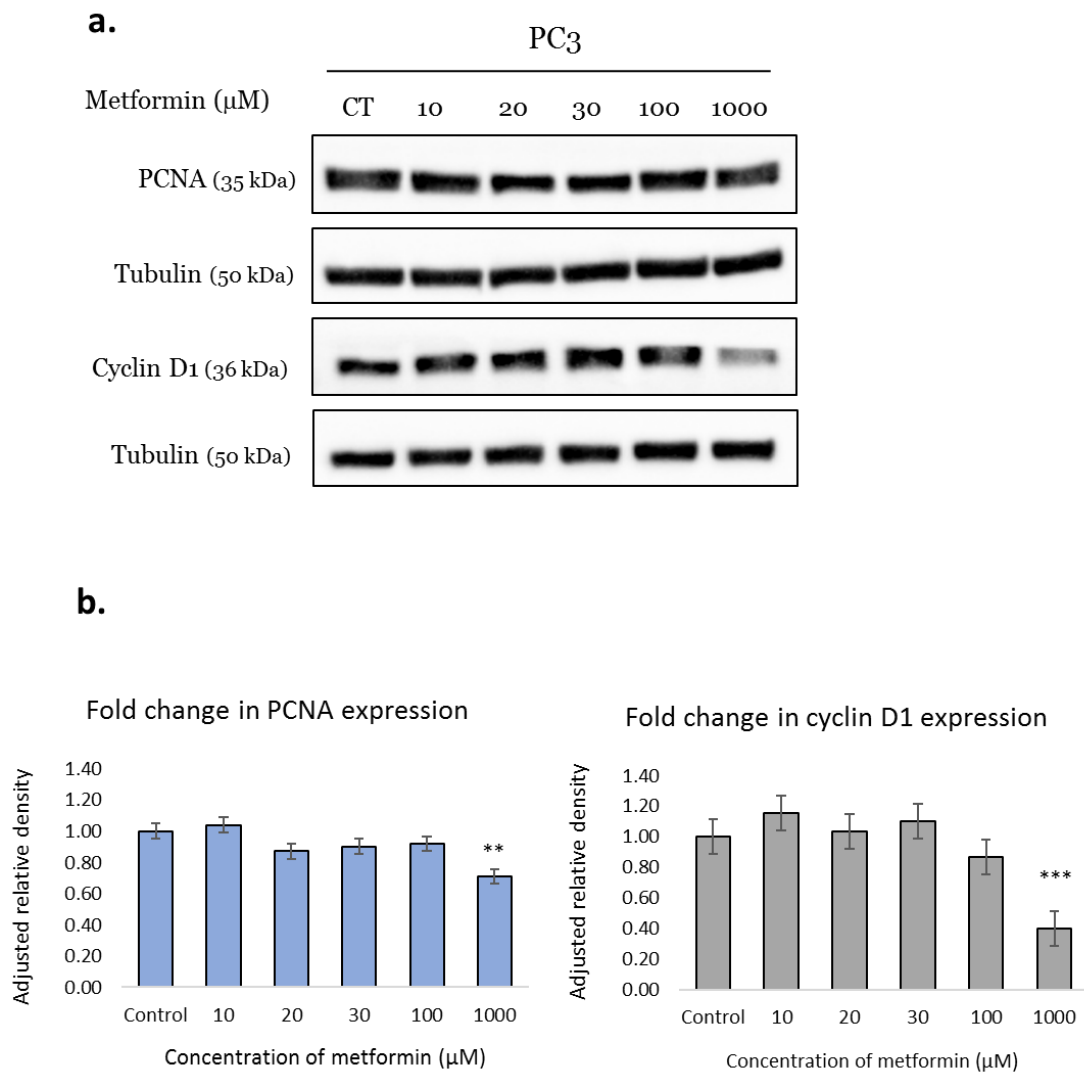 a.
PC3
Metformin (µM) CT 10 20 30 100 1000
PCNA (35 kDa)
Tubulin (50 kDa)
Cyclin D1 (36 kDa)
Tubulin (50 kDa)
b.
Fold change in PCNA expression
Adjusted relative density
1.40
1.20
1.00
0.80
0.60
0.40
0.20
0.00
**
Control 10 20 30 100 1000
Concentration of metformin (µM)
Fold change in cyclin D1 expression
Adjusted relative density
1.40
1.20
1.00
0.80
0.60
0.40
0.20
0.00
***
Control 10 20 30 100 1000
Concentration of metformin (µM)